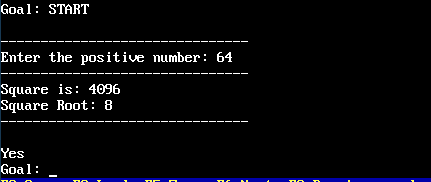 Goal: START
-------------------------------
Enter the positive number: 64
-------------------------------
Square is: 4096
Square Root: 8
-------------------------------
Yes
Goal: _